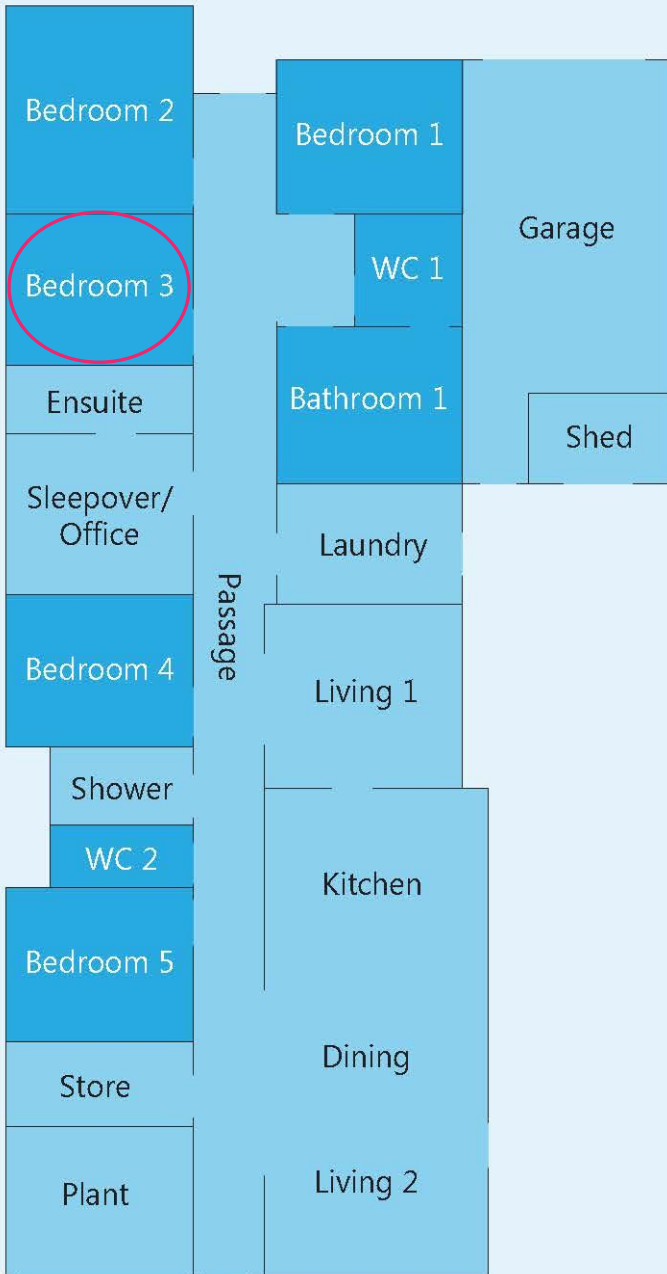 Bedroom 2
Bedroom 1
Garage
Bedroom 3
WC 1
Ensuite
Bathroom 1
Shed
Sleepover/
Office
Laundry
Passage
Bedroom 4
Living 1
Shower
WC 2
Kitchen
Bedroom 5
Dining
Store
Living 2
Plant